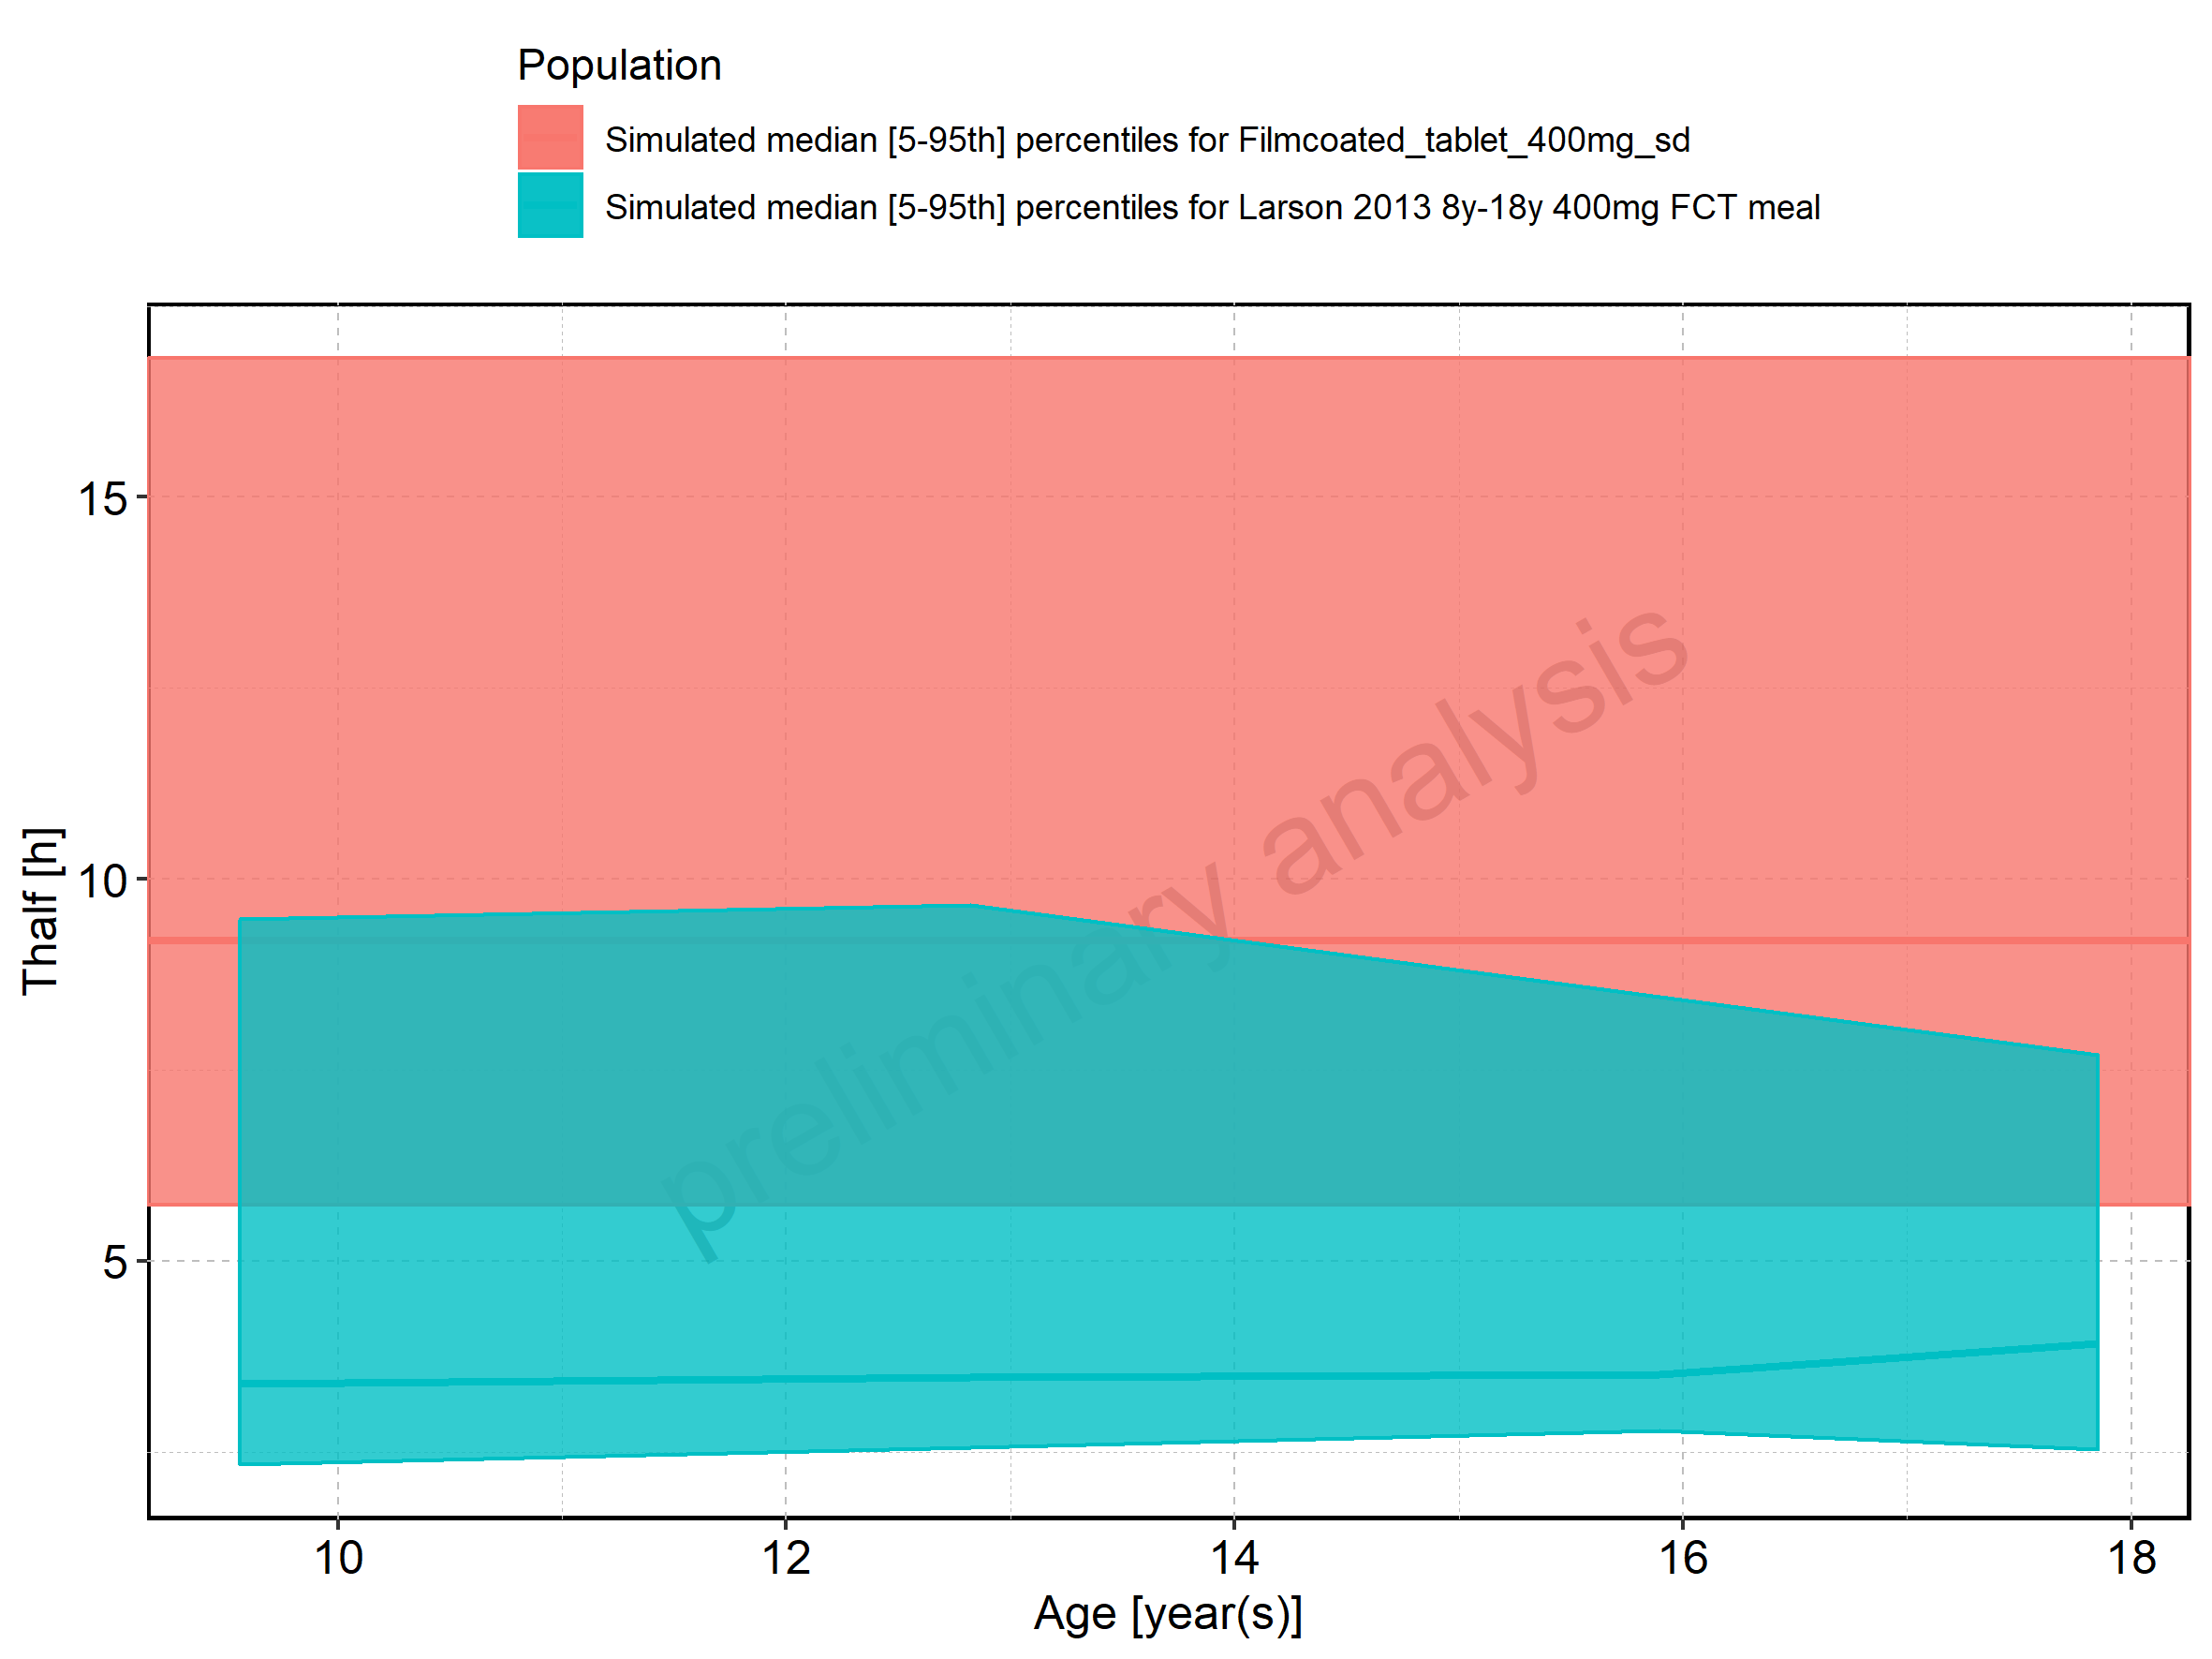 Population
Simulated median [5-95th] percentiles for Filmcoated_tablet_400mg_sd
Simulated median [5-95th] percentiles for Larson 2013 8y-18y 400mg FCT meal
15
10
5
Thalf [h]
preliminary analysis
10 12 14 16 18
Age [year(s)]